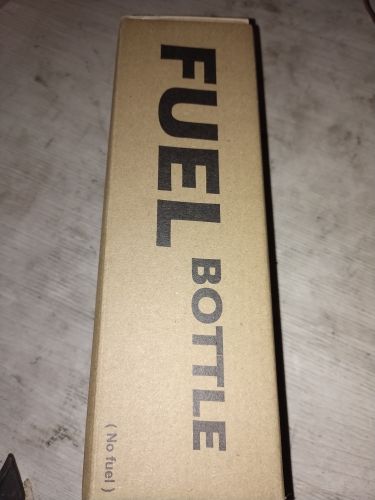 FUEL
BOTTLE
( No fuel )